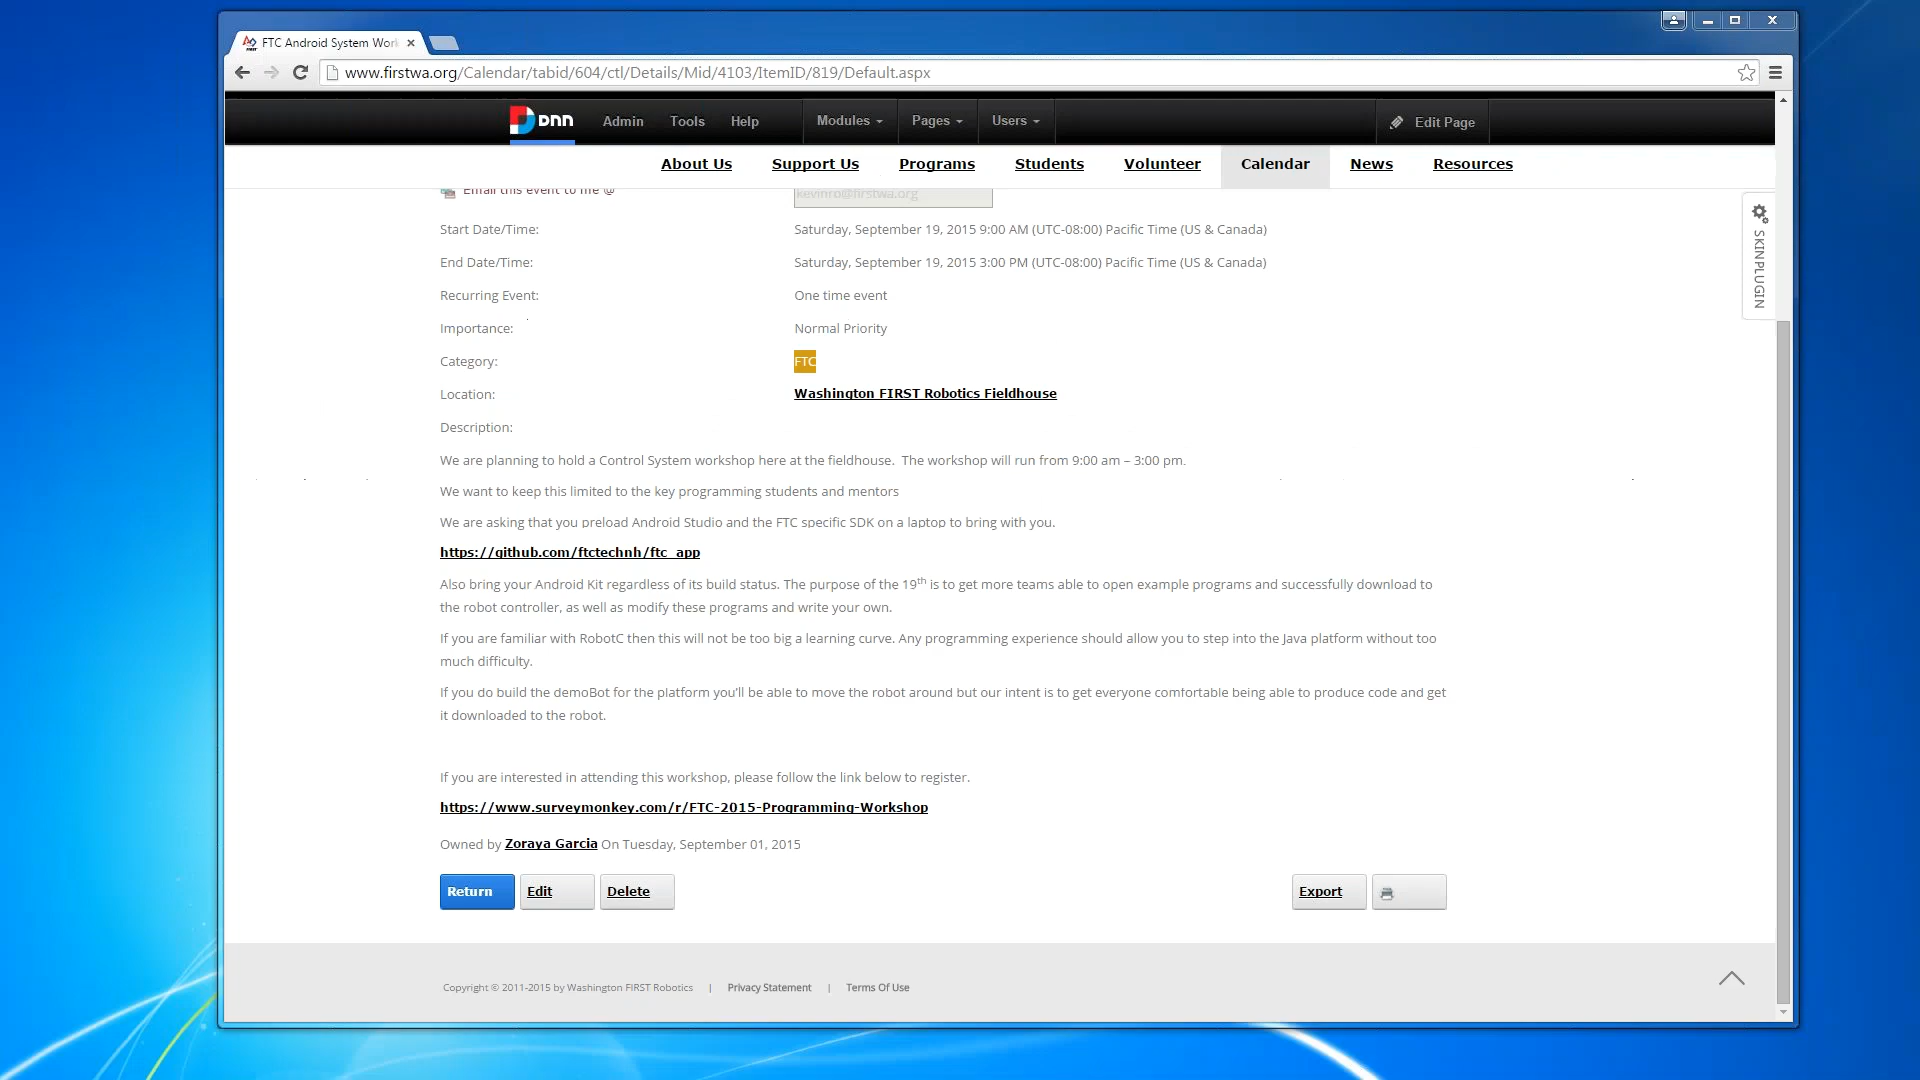 FTC Android System Work
www.firstwa.org/Calendar/tabid/604/ctl/Details/Mid/4103/ItemID/819/Default.aspx
DNN Admin Tools Help Modules Pages Users Edit Page
About Us Support Us Programs Students Volunteer Calendar News Resources
Email this event to me @ kevinro@firstwa.org
SKINPLUGIN
Start Date/Time: Saturday, September 19, 2015 9:00 AM (UTC-08:00) Pacific Time (US & Canada)
End Date/Time: Saturday, September 19, 2015 3:00 PM (UTC-08:00) Pacific Time (US & Canada)
Recurring Event: One time event
Importance: Normal Priority
Category: FTC
Location: Washington FIRST Robotics Fieldhouse
Description:
We are planning to hold a Control System workshop here at the fieldhouse.  The workshop will run from 9:00 am – 3:00 pm.
We want to keep this limited to the key programming students and mentors
We are asking that you preload Android Studio and the FTC specific SDK on a laptop to bring with you.
https://github.com/ftctechnh/ftc_app
Also bring your Android Kit regardless of its build status. The purpose of the 19th is to get more teams able to open example programs and successfully download to
the robot controller, as well as modify these programs and write your own.
If you are familiar with RobotC then this will not be too big a learning curve. Any programming experience should allow you to step into the Java platform without too
much difficulty.
If you do build the demoBot for the platform you'll be able to move the robot around but our intent is to get everyone comfortable being able to produce code and get
it downloaded to the robot.
If you are interested in attending this workshop, please follow the link below to register.
https://www.surveymonkey.com/r/FTC-2015-Programming-Workshop
Owned by Zoraya Garcia On Tuesday, September 01, 2015
Return Edit Delete Export
Copyright © 2011-2015 by Washington FIRST Robotics | Privacy Statement | Terms Of Use